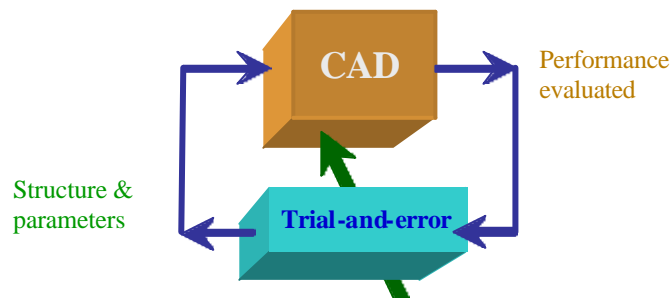 CAD
Performance
evaluated
Structure &
parameters
Trial-and-error